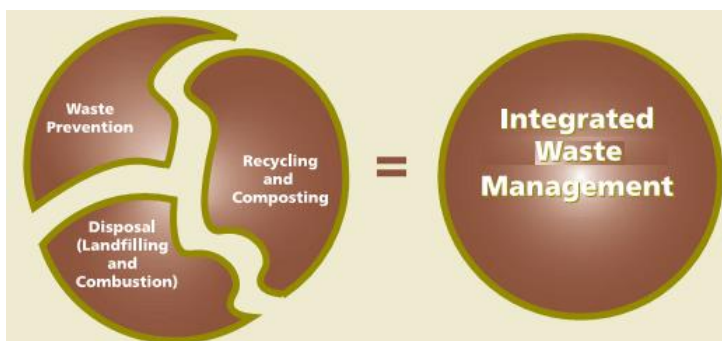 Waste
Prevention
Recycling
and
Composting
Disposal
(Landfilling
and
Combustion)
=
Integrated
Waste
Management